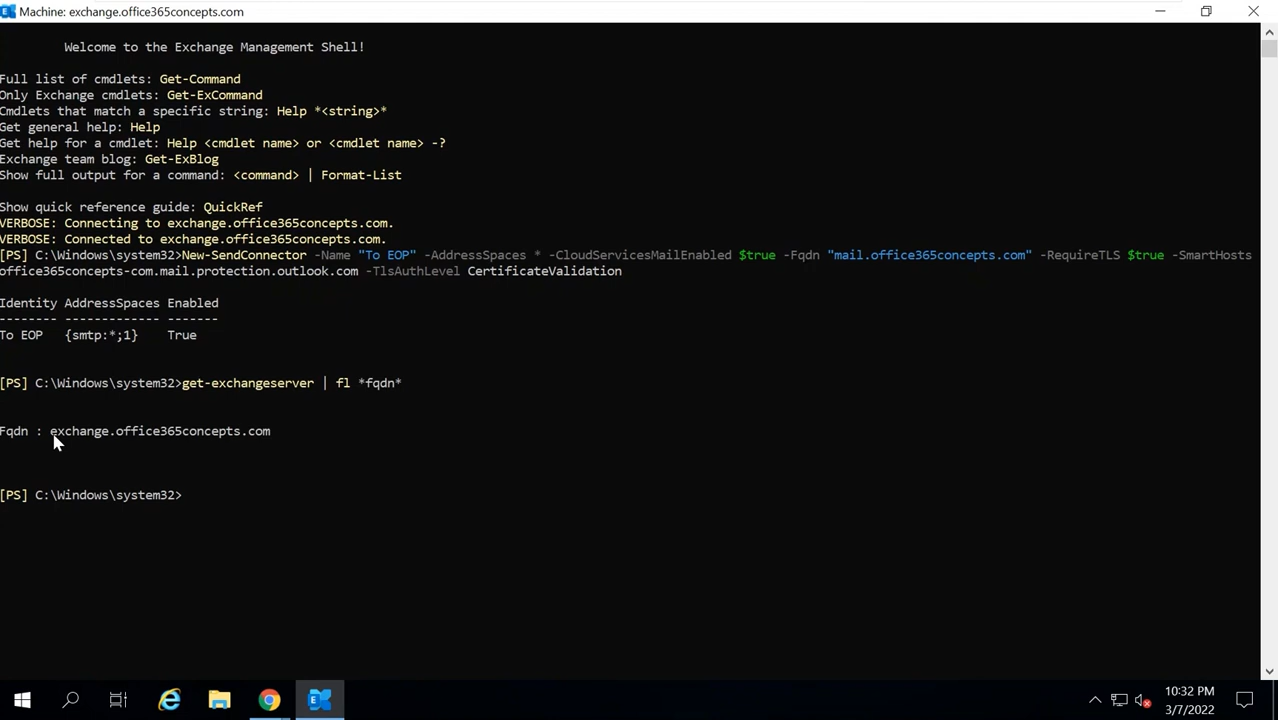 Machine: exchange.office365concepts.com
Welcome to the Exchange Management Shell!
Full list of cmdlets: Get-Command
Only Exchange cmdlets: Get-ExCommand
Cmdlets that match a specific string: Help *<string>*
Get general help: Help
Get help for a cmdlet: Help <cmdlet name> or <cmdlet name> -?
Exchange team blog: Get-ExBlog
Show full output for a command: <command> | Format-List
Show quick reference guide: QuickRef
VERBOSE: Connecting to exchange.office365concepts.com.
VERBOSE: Connected to exchange.office365concepts.com.
[PS] C:\Windows\system32>New-SendConnector -Name "To EOP" -AddressSpaces * -CloudServicesMailEnabled $true -Fqdn "mail.office365concepts.com" -RequireTLS $true -SmartHosts
office365concepts-com.mail.protection.outlook.com -TlsAuthLevel CertificateValidation
Identity AddressSpaces Enabled
-------- ------------- -------
To EOP {smtp:*;1} True
[PS] C:\Windows\system32>get-exchangeserver | fl *fqdn*
Fqdn : exchange.office365concepts.com
[PS] C:\Windows\system32>
10:32 PM
3/7/2022